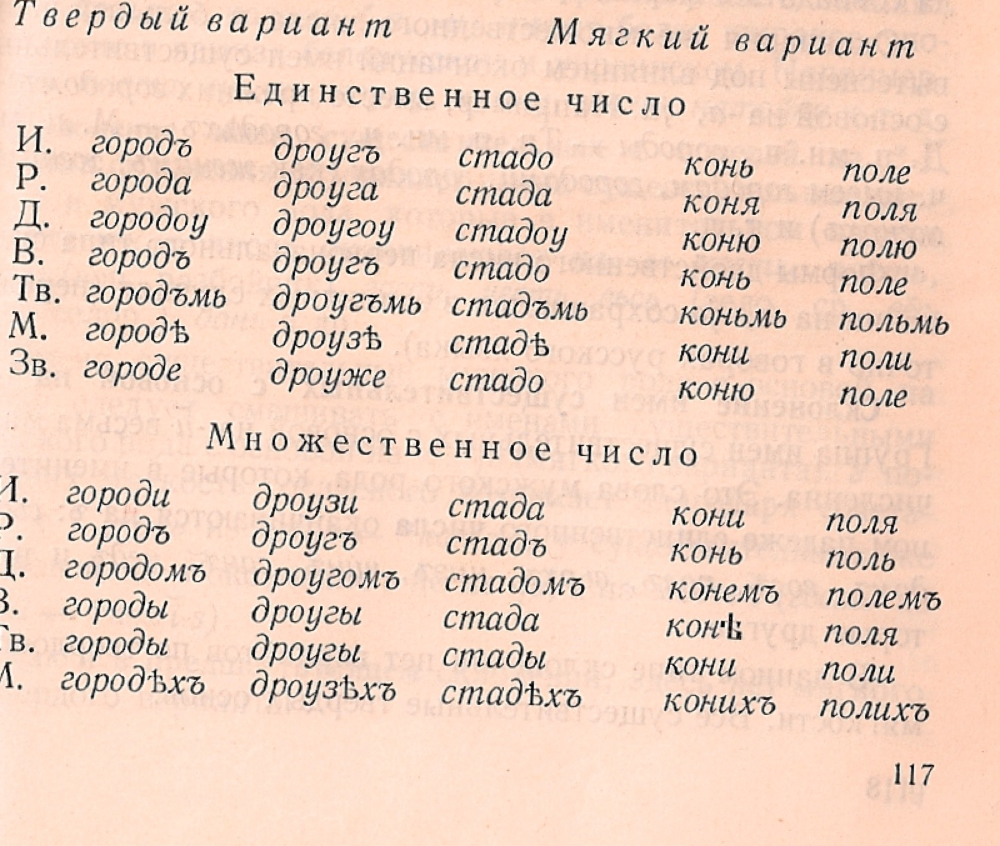 Твердый вариант Мягкий вариант
Единственное число
И. городъ дроугъ стадо конь поле
Р. города дроуга стада коня поля
Д. городоу дроугоу стадоу коню полю
В. городъ дроугъ стадо конь поле
Тв. городъмь дроугъмь стадъмь коньмь польмь
М. городѣ дроузѣ стадѣ кони поли
Зв. городе дроуже стадо коню поле
Множественное число
И. городи дроузи стада кони поля
Р. городъ дроугъ стадъ конь поль
Д. городомъ дроугомъ стадомъ конемъ полемъ
В. городы дроугы стада конѣ поля
Тв. городы дроугы стады кони поли
М. городѣхъ дроузѣхъ стадѣхъ конихъ полихъ
117